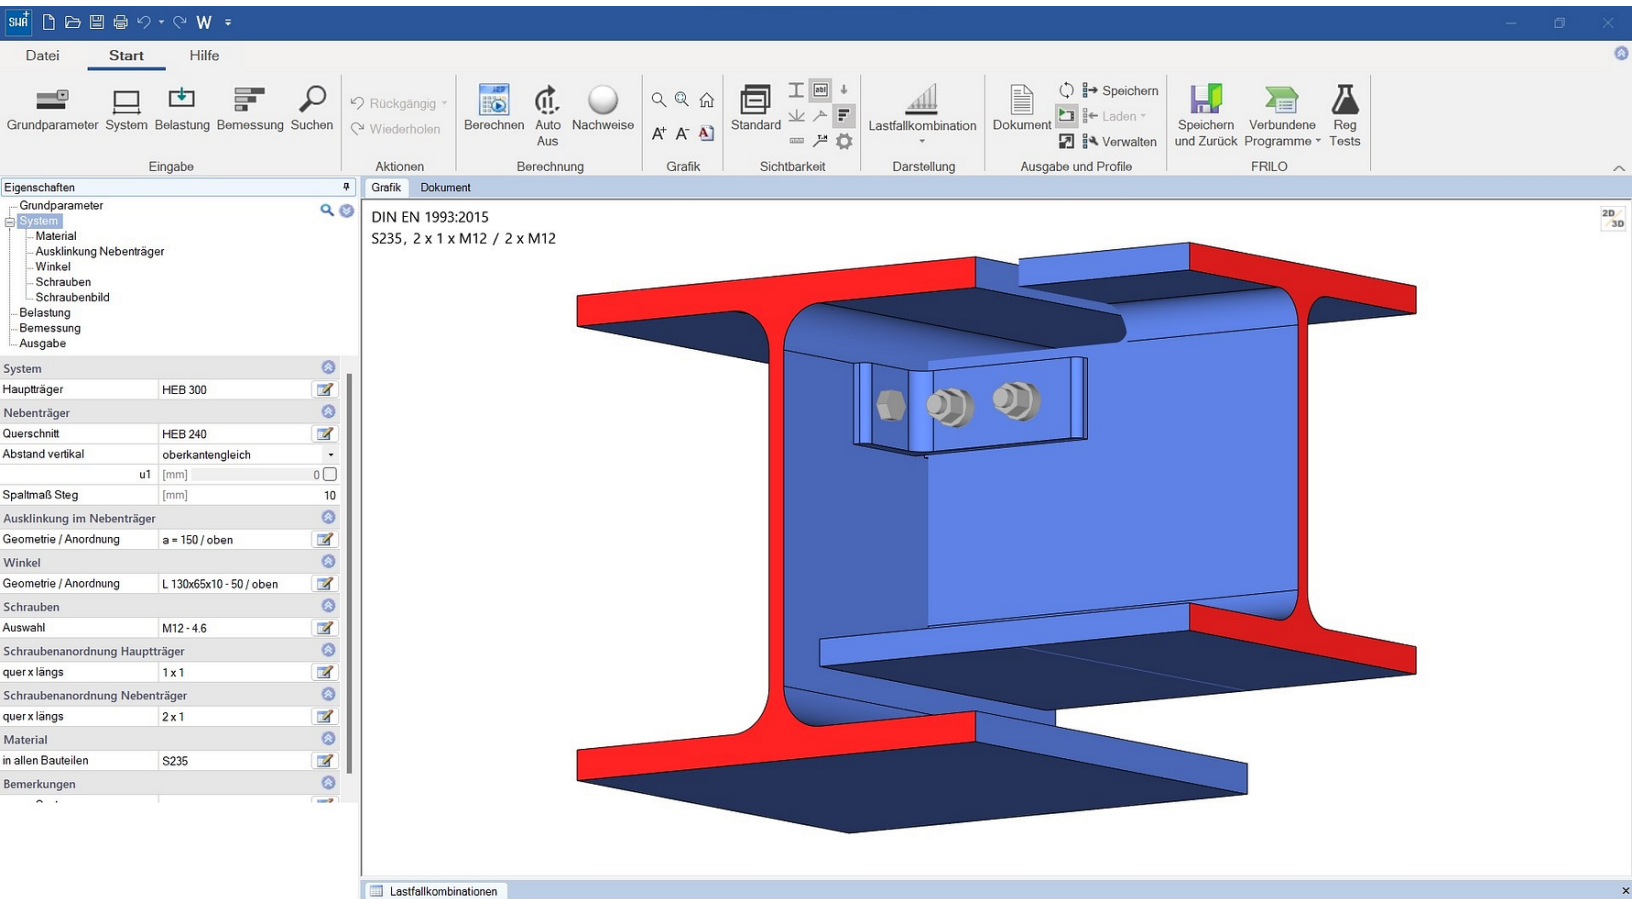 SWA+ W
Datei Start Hilfe
Grundparameter System Belastung Bemessung Suchen
Eingabe
Rückgängig
Wiederholen
Aktionen
Berechnen Auto Aus Nachweise
Berechnung
A+ A- A
Grafik
Standard
Sichtbarkeit
Lastfallkombination
Darstellung
Dokument
Speichern
Laden
Verwalten
Ausgabe und Profile
Speichern und Zurück Verbundene Programme Reg Tests
FRILO
Eigenschaften
Grundparameter
System
Material
Ausklinkung Nebenträger
Winkel
Schrauben
Schraubenbild
Belastung
Bemessung
Ausgabe
System
Hauptträger HEB 300
Nebenträger
Querschnitt HEB 240
Abstand vertikal oberkantengleich
u1 [mm] 0
Spaltmaß Steg [mm] 10
Ausklinkung im Nebenträger
Geometrie / Anordnung a = 150 / oben
Winkel
Geometrie / Anordnung L 130x65x10 - 50 / oben
Schrauben
Auswahl M12 - 4.6
Schraubenanordnung Hauptträger
quer x längs 1 x 1
Schraubenanordnung Nebenträger
quer x längs 2 x 1
Material
in allen Bauteilen S235
Bemerkungen
Grafik Dokument
DIN EN 1993:2015
S235, 2 x 1 x M12 / 2 x M12
2D/3D
Lastfallkombinationen